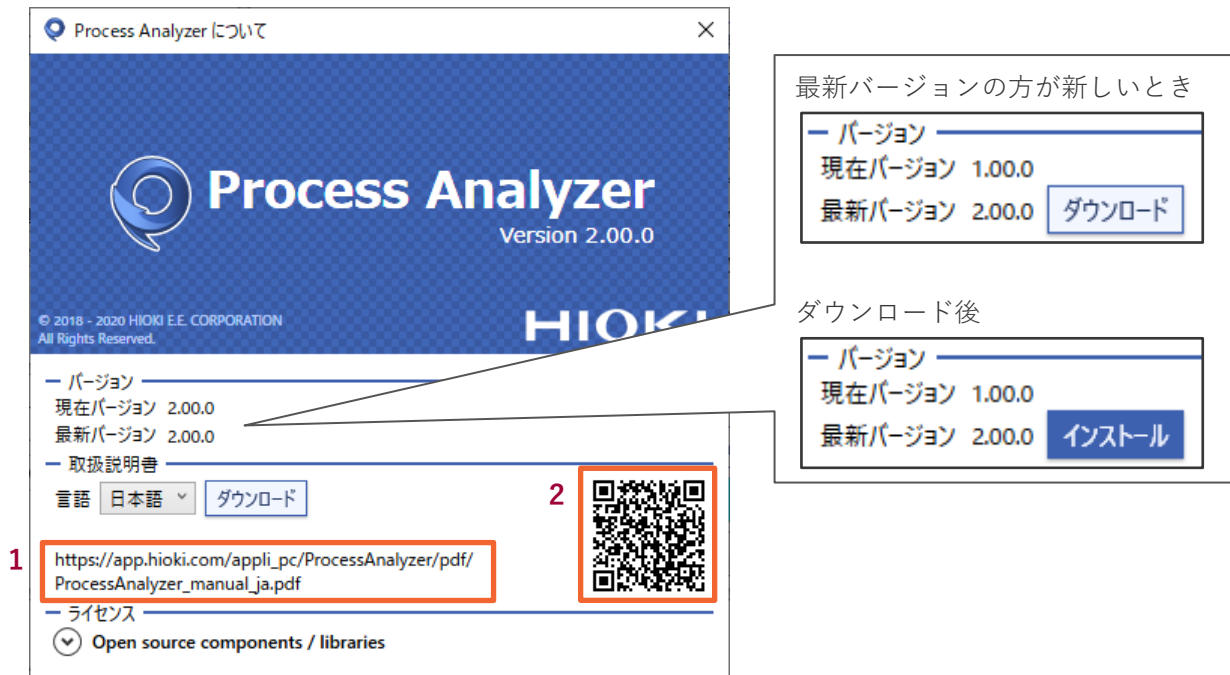 Process Analyzer について
Process Analyzer
Version 2.00.0
© 2018 - 2020 HIOKI E.E. CORPORATION
All Rights Reserved.
HIOKI
バージョン
現在バージョン 2.00.0
最新バージョン 2.00.0
取扱説明書
言語 日本語 ダウンロード
2
1
https://app.hioki.com/appli_pc/ProcessAnalyzer/pdf/
ProcessAnalyzer_manual_ja.pdf
ライセンス
Open source components / libraries
最新バージョンの方が新しいとき
バージョン
現在バージョン 1.00.0
最新バージョン 2.00.0 ダウンロード
ダウンロード後
バージョン
現在バージョン 1.00.0
最新バージョン 2.00.0 インストール